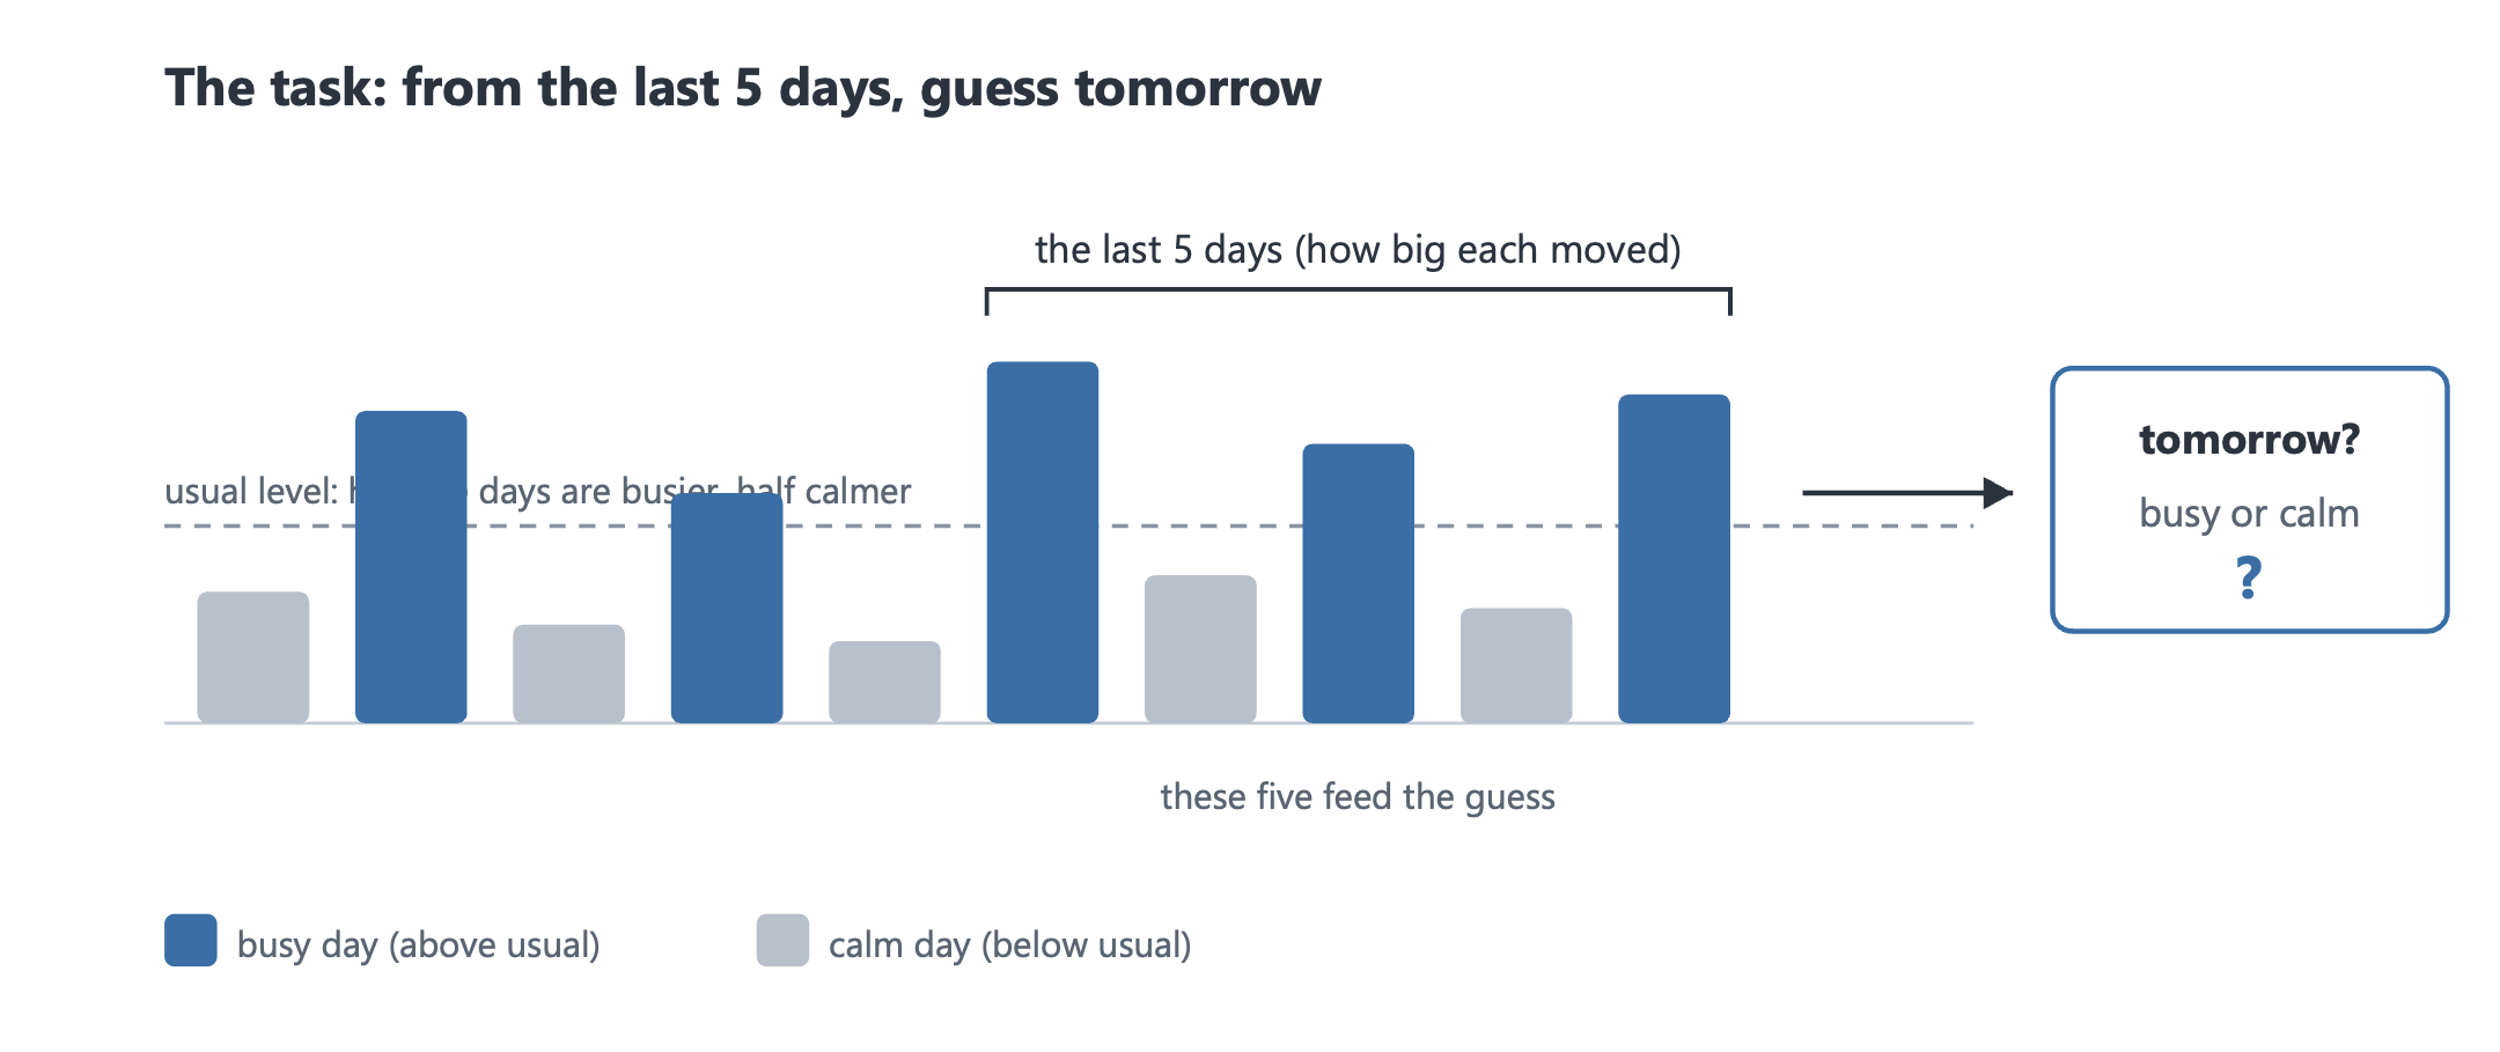 The task: from the last 5 days, guess tomorrow
the last 5 days (how big each moved)
usual level: days are busier, half calmer
tomorrow?
busy or calm
?
these five feed the guess
busy day (above usual)
calm day (below usual)